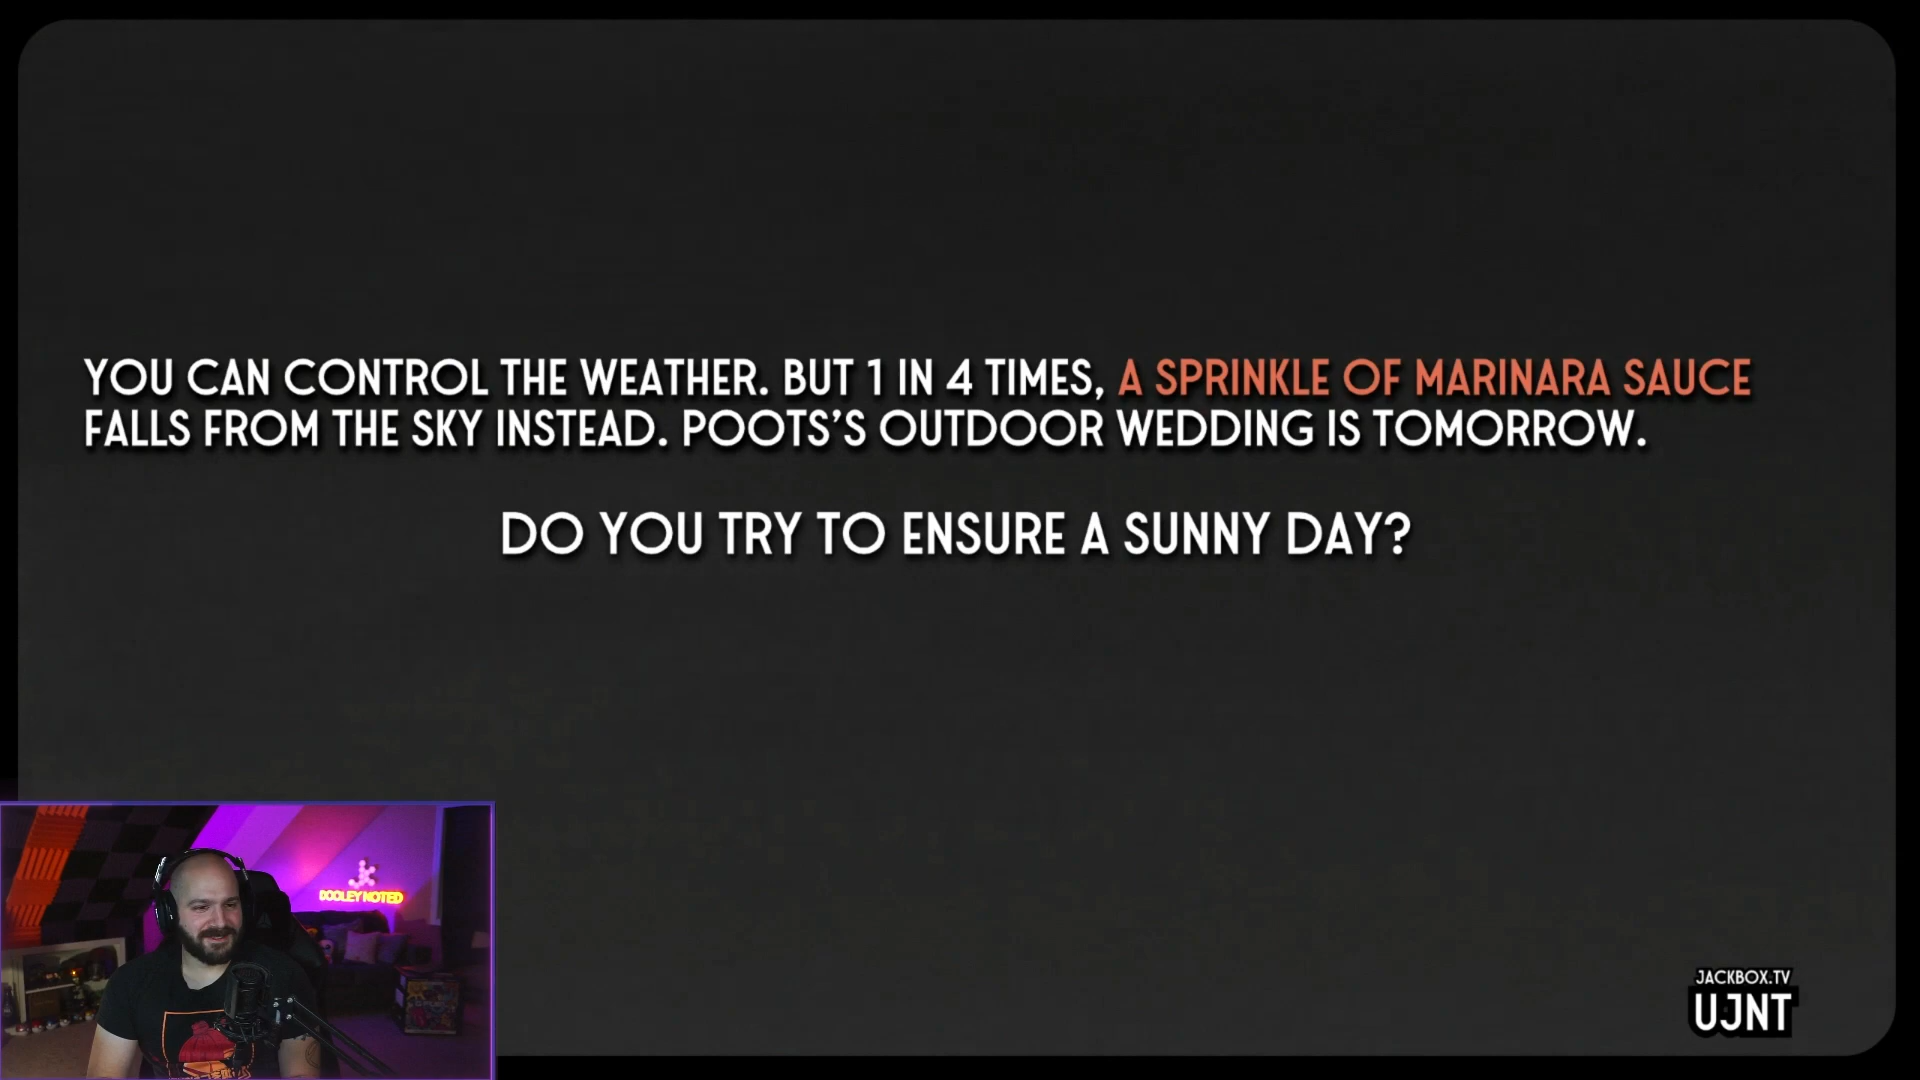 YOU CAN CONTROL THE WEATHER. BUT 1 IN 4 TIMES, A SPRINKLE OF MARINARA SAUCE
FALLS FROM THE SKY INSTEAD. POOTS'S OUTDOOR WEDDING IS TOMORROW.
DO YOU TRY TO ENSURE A SUNNY DAY?
DOOLEY NOTED
JACKBOX.TV
UJNT